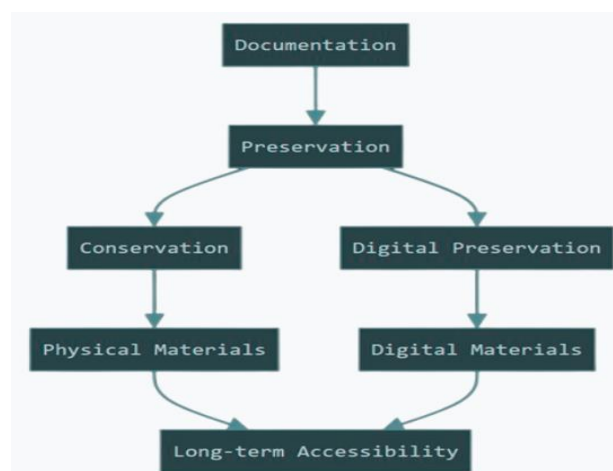 Documentation
Preservation
Conservation
Digital Preservation
Physical Materials
Digital Materials
Long-term Accessibility